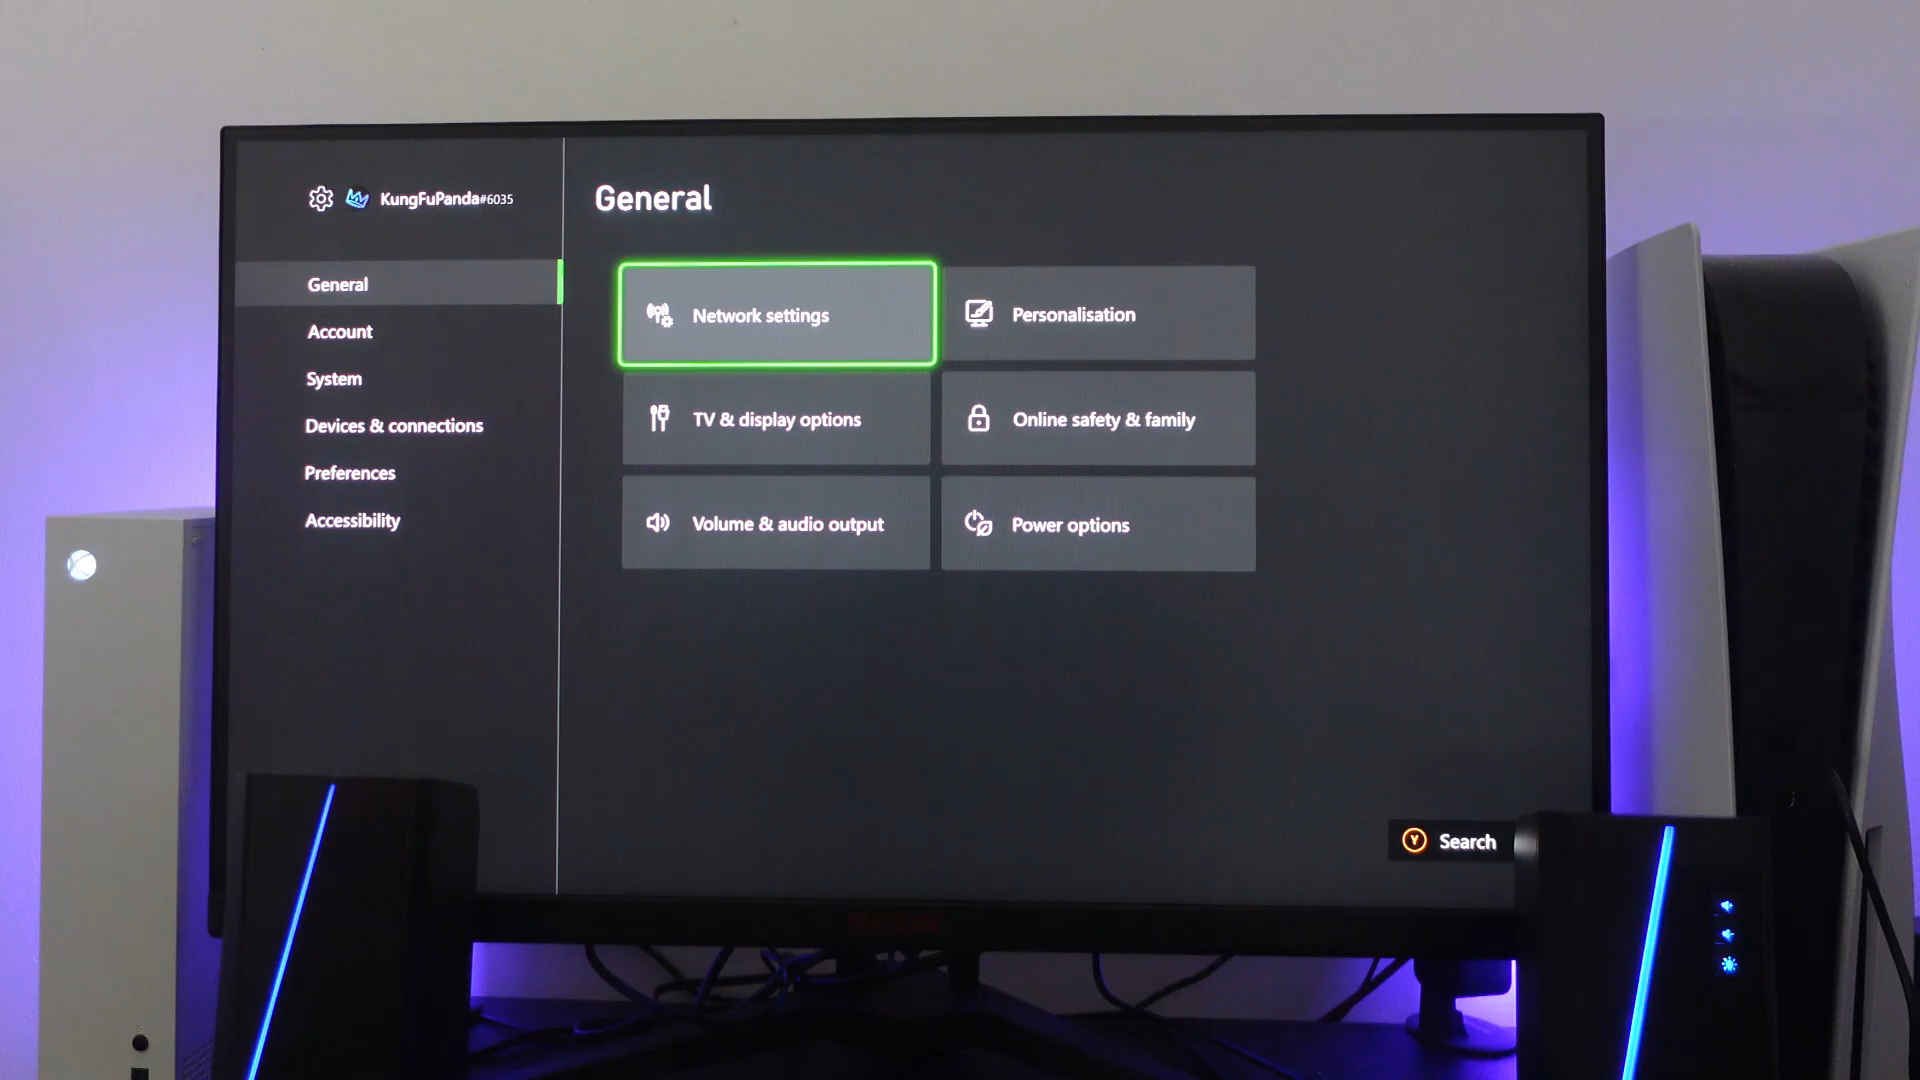 KungFuPanda#6035
General
Account
System
Devices & connections
Preferences
Accessibility
General
Network settings
Personalisation
TV & display options
Online safety & family
Volume & audio output
Power options
Y Search